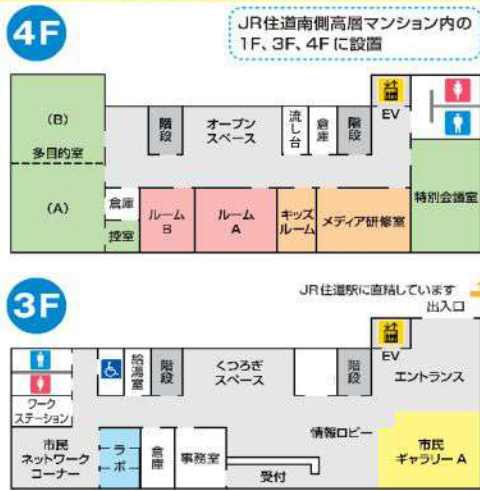 4F
JR住道南側高層マンション内の
1F、3F、4Fに設置
(B)
多目的室
(A)
階段
オープン
スペース
流し台
倉庫
階段
EV
倉庫
控室
ルーム
B
ルーム
A
キッズ
ルーム
メディア研修室
特別会議室
3F
JR住道駅に直結しています
出入口
EV
エントランス
給湯室
階段
くつろぎ
スペース
階段
ワーク
ステーション
市民
ネットワーク
コーナー
ラボ
倉庫
事務室
受付
情報ロビー
市民
ギャラリーA